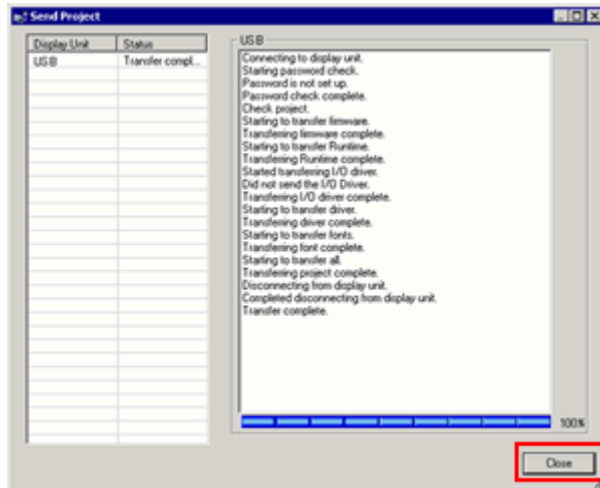 Send Project
Display Unit Status
USB Transfer compl...
USB
Connecting to display unit.
Starting password check.
Password is not set up.
Password check complete.
Check project.
Starting to transfer firmware.
Transferring firmware complete.
Starting to transfer Runtime.
Transferring Runtime complete.
Started transferring I/O driver.
Did not send the I/O Driver.
Transferring I/O driver complete.
Starting to transfer driver.
Transferring driver complete.
Starting to transfer fonts.
Transferring font complete.
Starting to transfer all.
Transferring project complete.
Disconnecting from display unit.
Completed disconnecting from display unit.
Transfer complete.
100%
Close